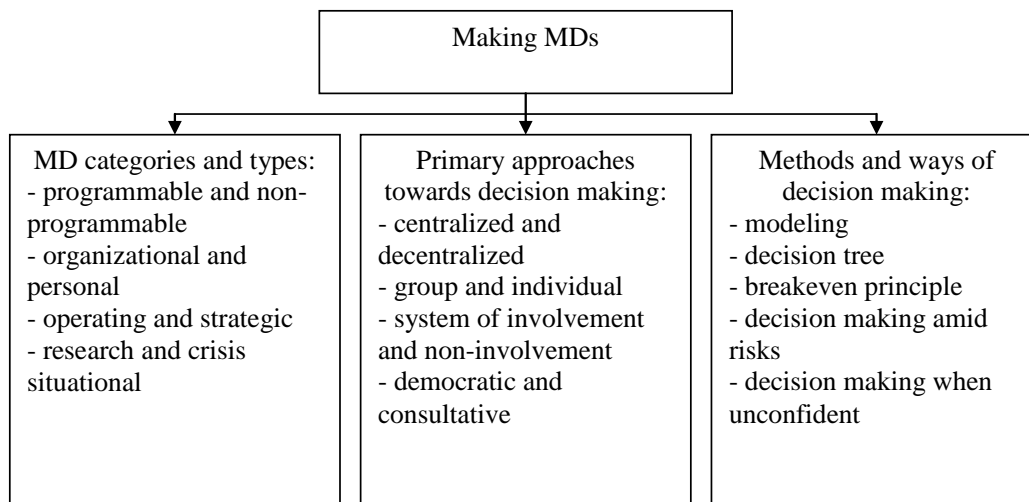 Making MDs
MD categories and types:
- programmable and non-
programmable
- organizational and
personal
- operating and strategic
- research and crisis
situational
Primary approaches
towards decision making:
- centralized and
decentralized
- group and individual
- system of involvement
and non-involvement
- democratic and
consultative
Methods and ways of
decision making:
- modeling
- decision tree
- breakeven principle
- decision making amid
risks
- decision making when
unconfident